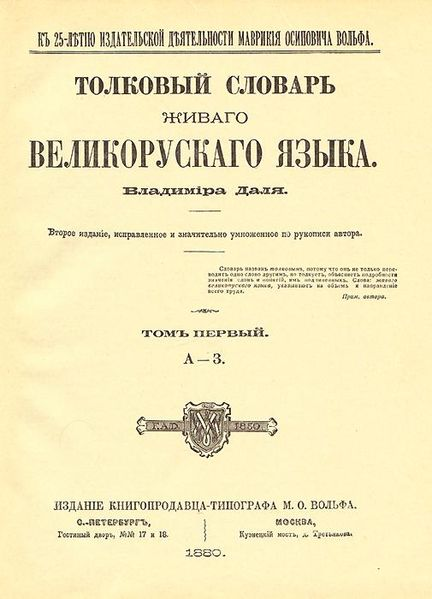 КЪ 25-ЛѢТІЮ ИЗДАТЕЛЬСКОЙ ДѢЯТЕЛЬНОСТИ МАВРИКІЯ ОСИПОВИЧА ВОЛЬФА.
ТОЛКОВЫЙ СЛОВАРЬ
ЖИВАГО
ВЕЛИКОРУСКАГО ЯЗЫКА.
Владиміра Даля.
Второе изданіе, исправленное и значительно умноженное по рукописи автора.
Словарь названъ толковымъ, потому что онъ не только пере-
водитъ одно слово другимъ, но толкуетъ, объясняетъ подробности
значенія словъ и понятій, имъ подчиненныхъ. Слова: живого
великорускаго языка, указываютъ на объемъ и направленіе
всего труда.
Прим. автора.
ТОМЪ ПЕРВЫЙ.
А—З.
1850.
ИЗДАНІЕ КНИГОПРОДАВЦА-ТИПОГРАФА М. О. ВОЛЬФА.
С.-ПЕТЕРБУРГЪ,
Гостиный дворъ, №№ 17 и 18.
МОСКВА,
Кузнецкій мостъ, д. Третьякова.
1880.